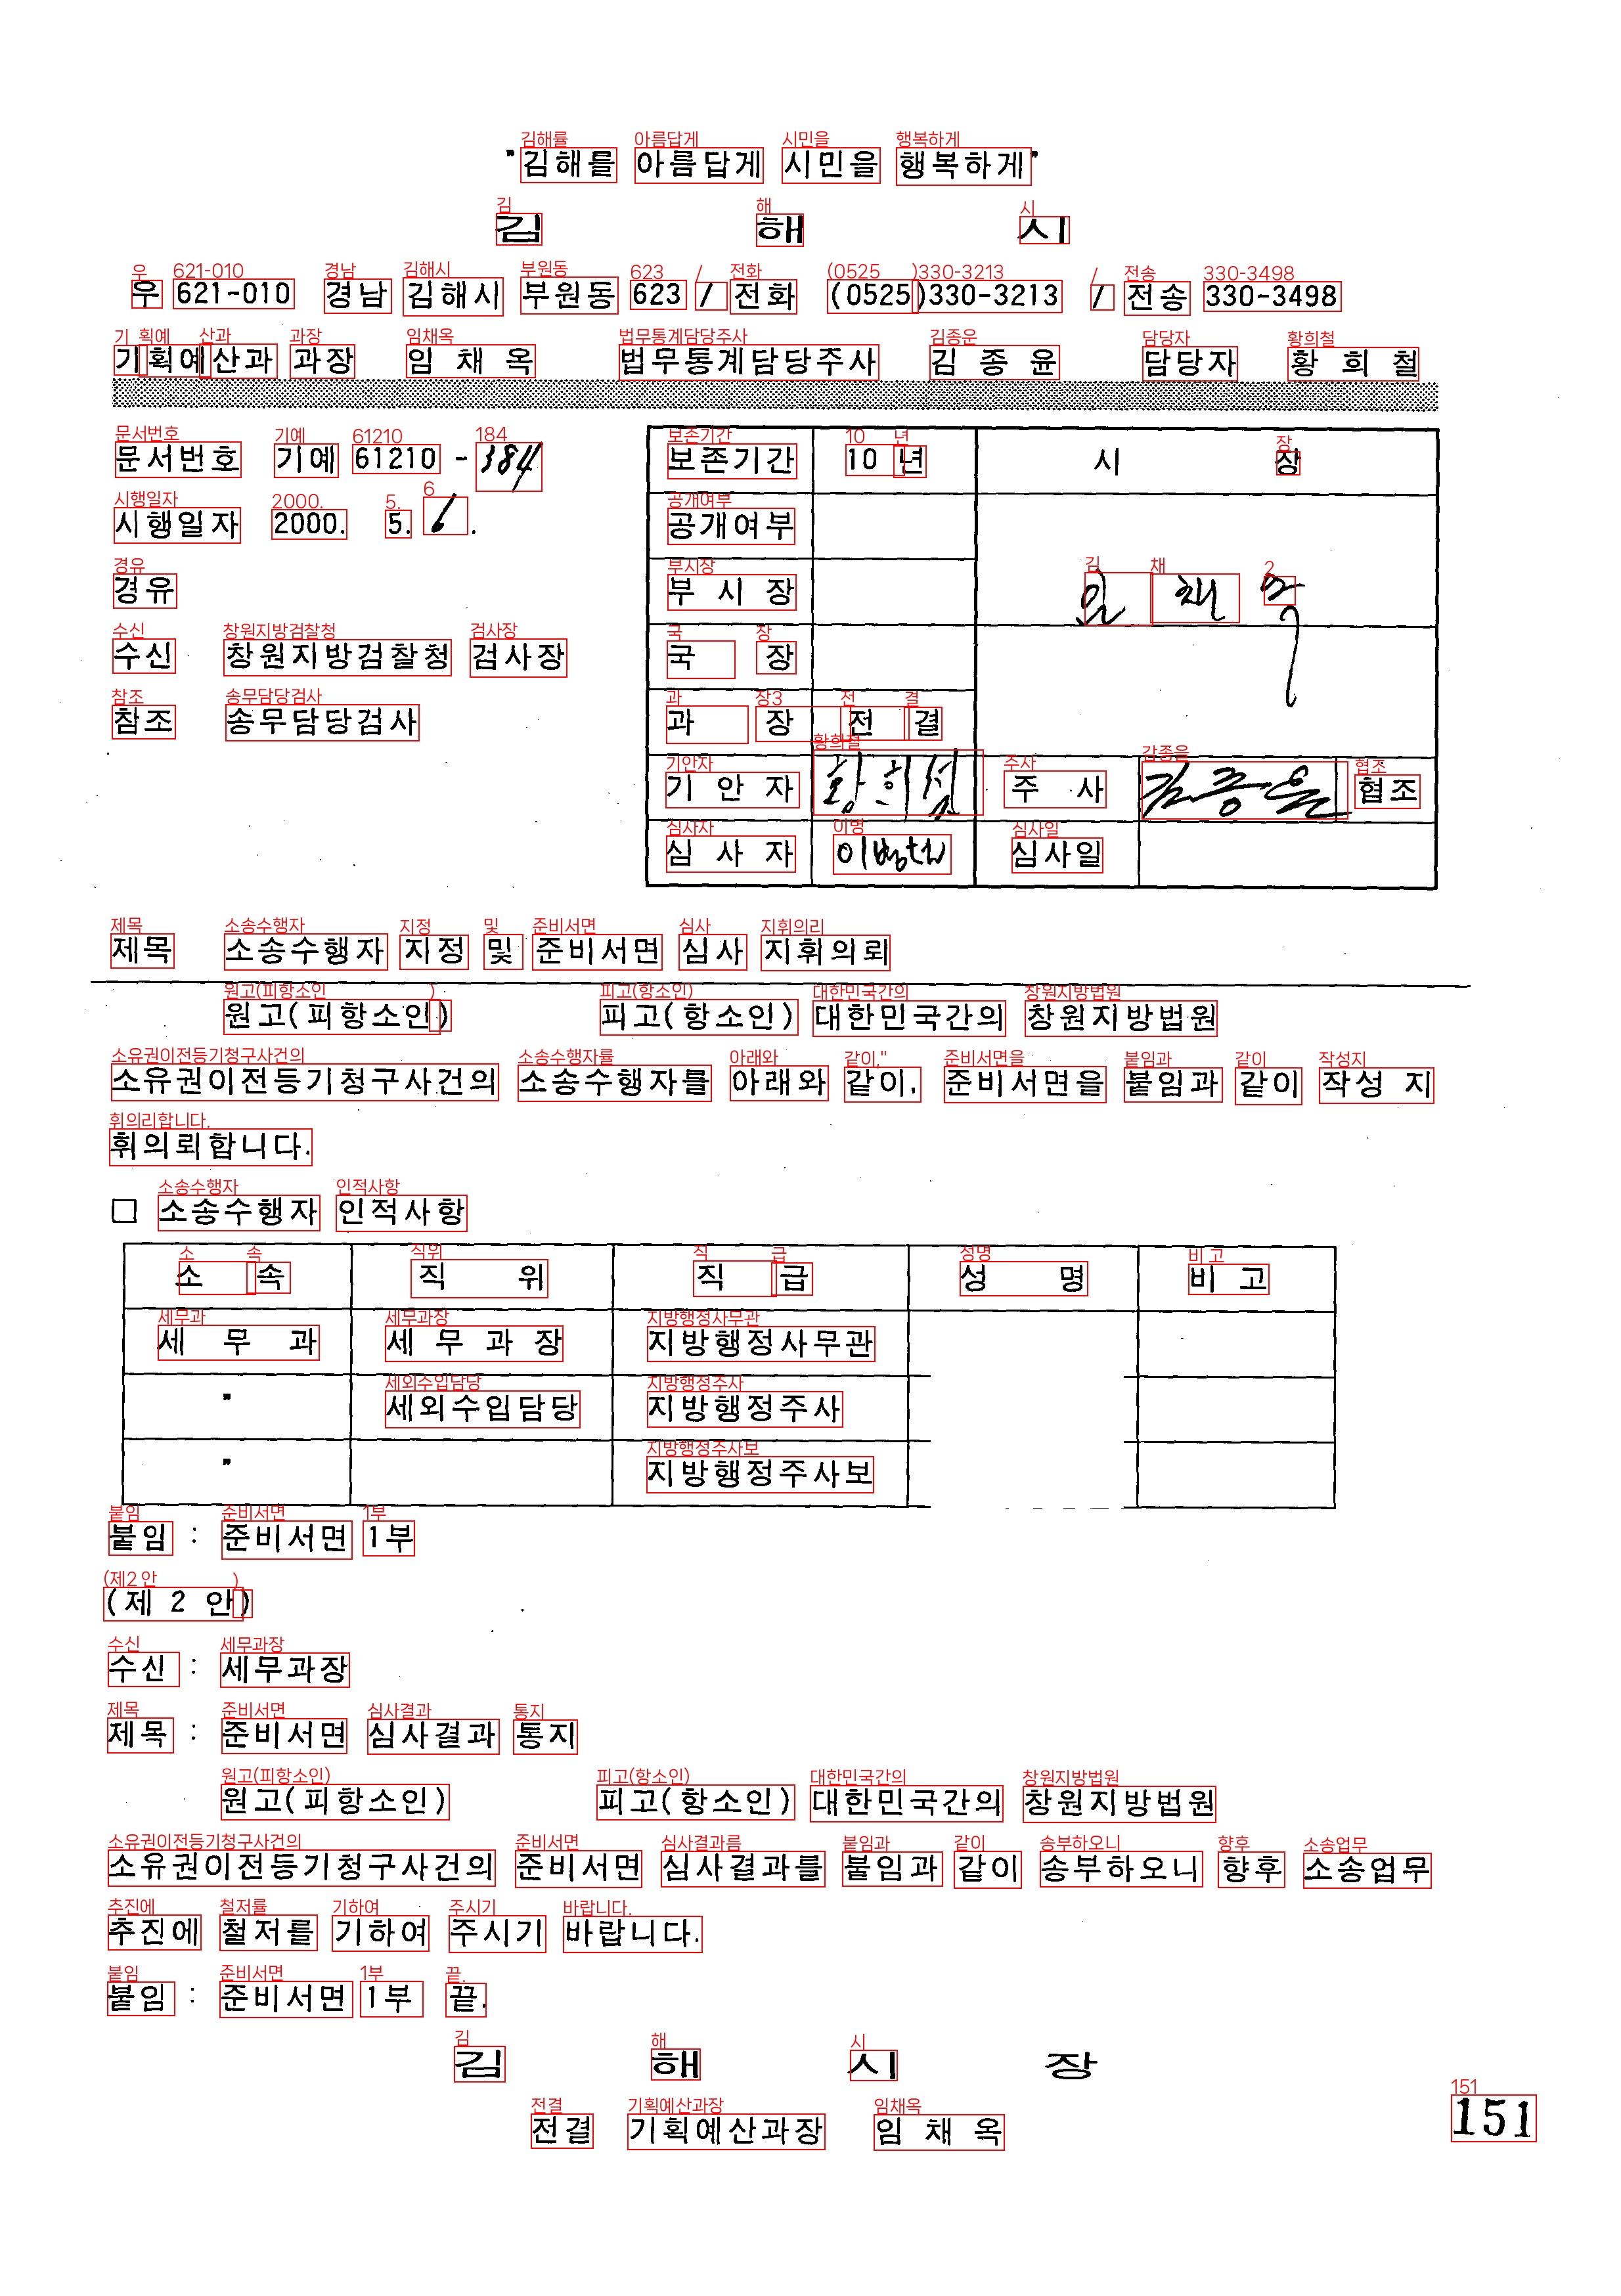 "김해를 아름답게 시민을 행복하게"
김 해 시
우 621-010 경남 김해시 부원동 623 / 전화 (0525)330-3213 / 전송 330-3498
기획예산과 과장 임 채 옥 법무통계담당주사 김 종 윤 담당자 황 희 철
문서번호 기예 61210 - 184
시행일자 2000. 5. 6.
경유
수신 창원지방검찰청 검사장
참조 송무담당검사
보존기간 10 년 시 장
공개여부
부 시 장 임 채 옥
국 장
과 장 전 결
기 안 자 황희철 주 사 김종윤 협조
심 사 자 심사일
제목 소송수행자 지정 및 준비서면 심사 지휘의뢰
원고(피항소인) 피고(항소인) 대한민국간의 창원지방법원
소유권이전등기청구사건의 소송수행자를 아래와 같이, 준비서면을 붙임과 같이 작성 지
휘의뢰합니다.
□ 소송수행자 인적사항
소 속 직 위 직 급 성 명 비 고
세 무 과 세 무 과 장 지방행정사무관
" 세외수입담당 지방행정주사
" 지방행정주사보
붙임 : 준비서면 1부
(제 2 안)
수신 : 세무과장
제목 : 준비서면 심사결과 통지
원고(피항소인) 피고(항소인) 대한민국간의 창원지방법원
소유권이전등기청구사건의 준비서면 심사결과를 붙임과 같이 송부하오니 향후 소송업무
추진에 철저를 기하여 주시기 바랍니다.
붙임 : 준비서면 1부 끝.
김 해 시 장
전결 기획예산과장 임 채 옥
151